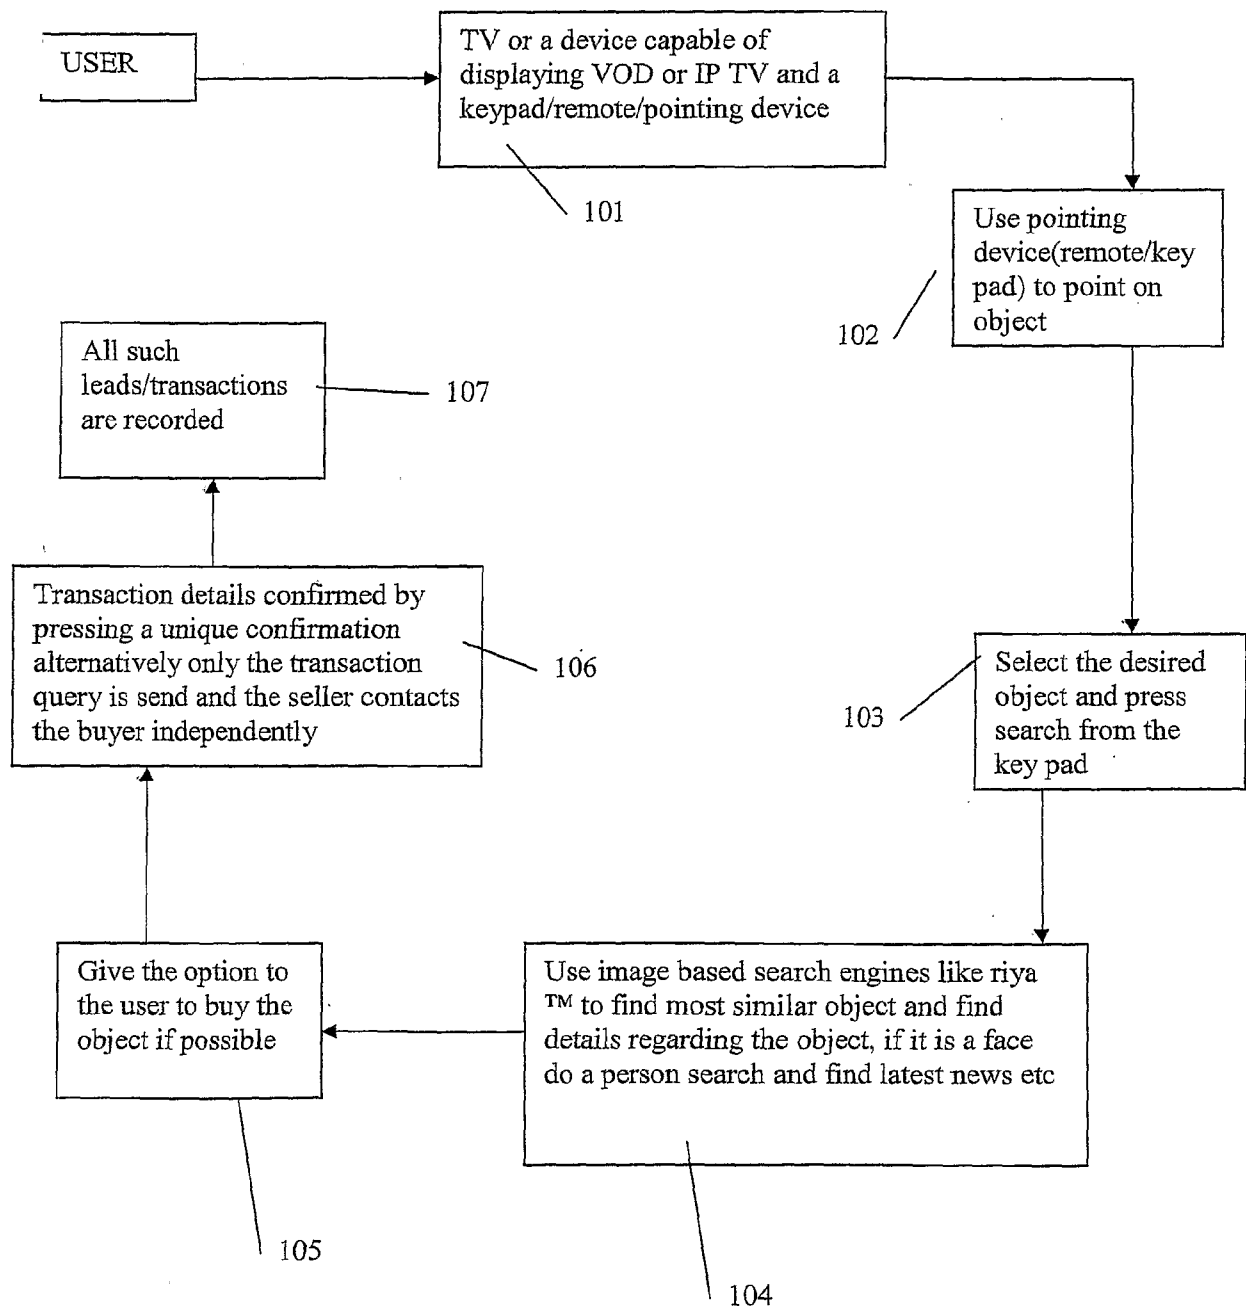 USER
TV or a device capable of
displaying VOD or IP TV and a
keypad/remote/pointing device
101
Use pointing
device(remote/key
pad) to point on
object
102
Select the desired
object and press
search from the
key pad
103
Use image based search engines like riya
™ to find most similar object and find
details regarding the object, if it is a face
do a person search and find latest news etc
104
Give the option to
the user to buy the
object if possible
105
Transaction details confirmed by
pressing a unique confirmation
alternatively only the transaction
query is send and the seller contacts
the buyer independently
106
All such
leads/transactions
are recorded
107